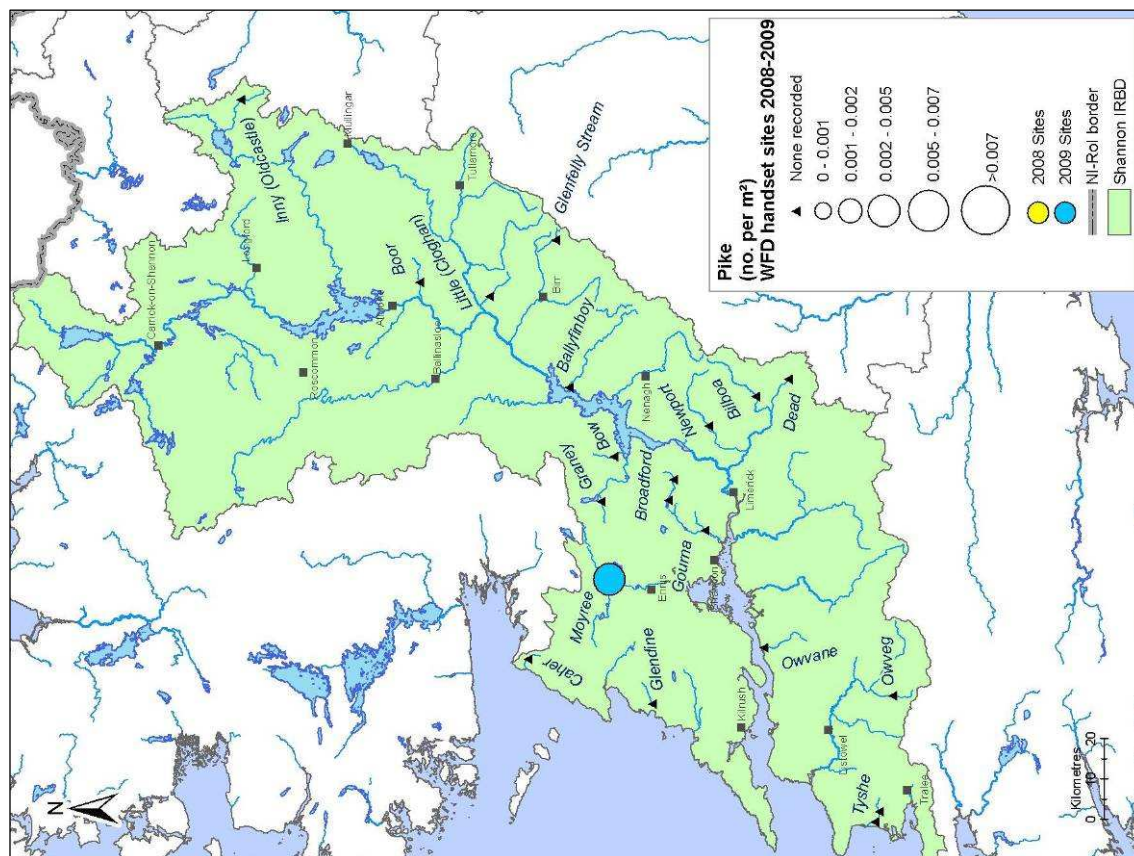 Pike
(no. per m²)
WFD handset sites 2008-2009
None recorded
0 - 0.001
0.001 - 0.002
0.002 - 0.005
0.005 - 0.007
>0.007
2008 Sites
2009 Sites
NI-RoI border
Shannon IRBD
N
Carrick-on-Shannon
Longford
Inny (Oldcastle)
Mullingar
Roscommon
Athlone
Boor
Ballinasloe
Little (Cloghan)
Tullamore
Glenfelly Stream
Birr
Ballyfinboy
Graney
Bow
Nenagh
Newport
Bilboa
Dead
Broadford
Limerick
Gourna
Shannon
Moyree
Ennis
Caher
Glendine
Kilrush
Owvane
Owveg
Listowel
Tyshe
Tralee
0 10 20
Kilometres